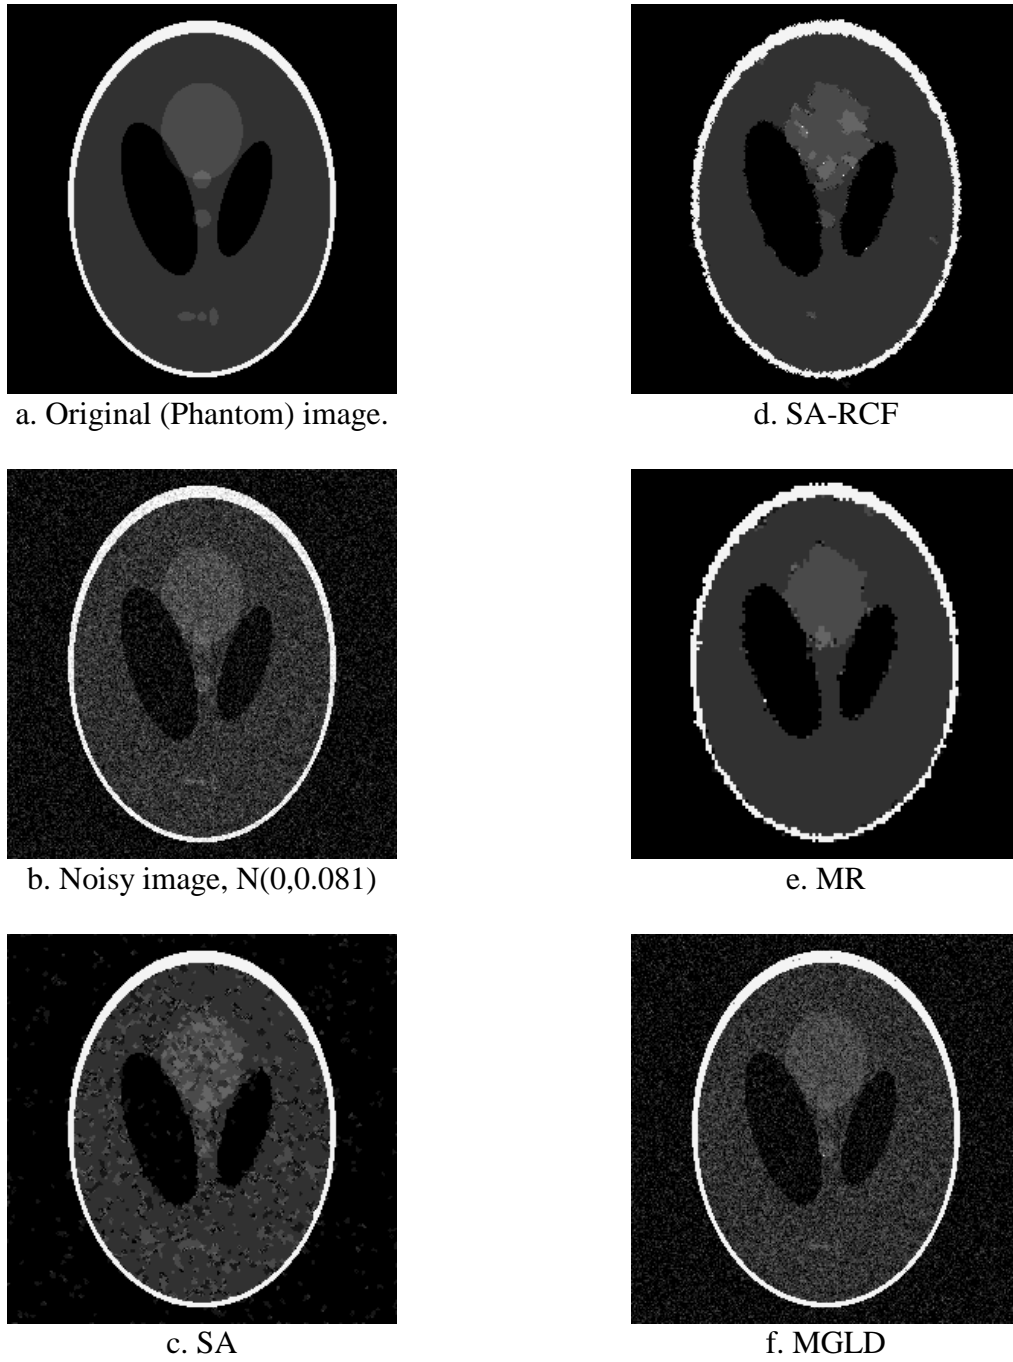 a. Original (Phantom) image.
d. SA-RCF
b. Noisy image, N(0,0.081)
e. MR
c. SA
f. MGLD